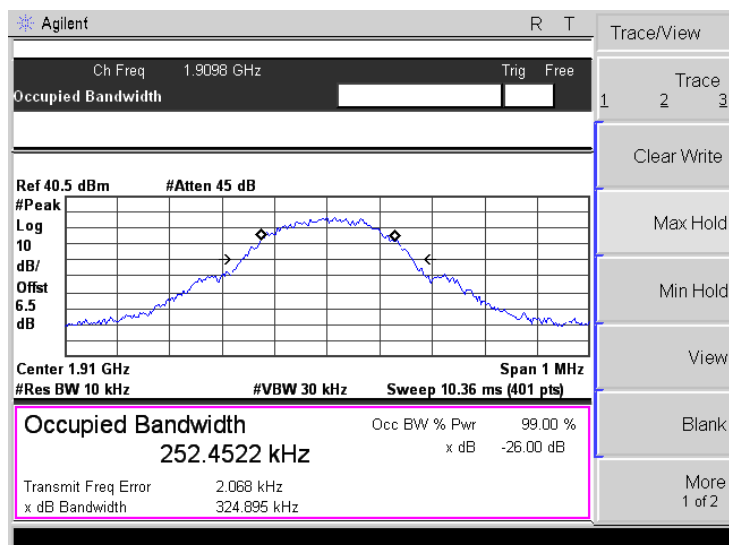 Agilent R T
Trace/View
Ch Freq 1.9098 GHz Trig Free
Occupied Bandwidth
Trace
1 2 3
Clear Write
Max Hold
Min Hold
View
Blank
More
1 of 2
Ref 40.5 dBm #Atten 45 dB
#Peak
Log
10
dB/
Offst
6.5
dB
Center 1.91 GHz Span 1 MHz
#Res BW 10 kHz #VBW 30 kHz Sweep 10.36 ms (401 pts)
Occupied Bandwidth Occ BW % Pwr 99.00 %
252.4522 kHz x dB -26.00 dB
Transmit Freq Error 2.068 kHz
x dB Bandwidth 324.895 kHz